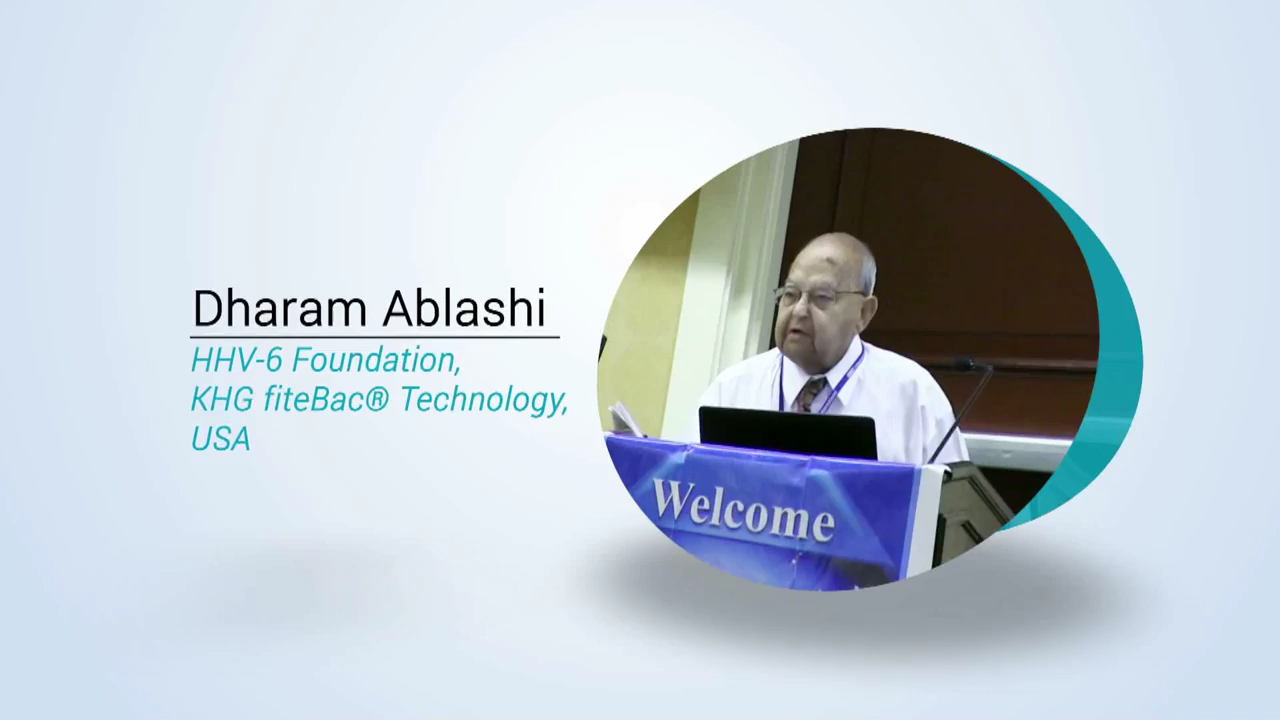 Dharam Ablashi
HHV-6 Foundation,
KHG fiteBac® Technology,
USA
Welcome